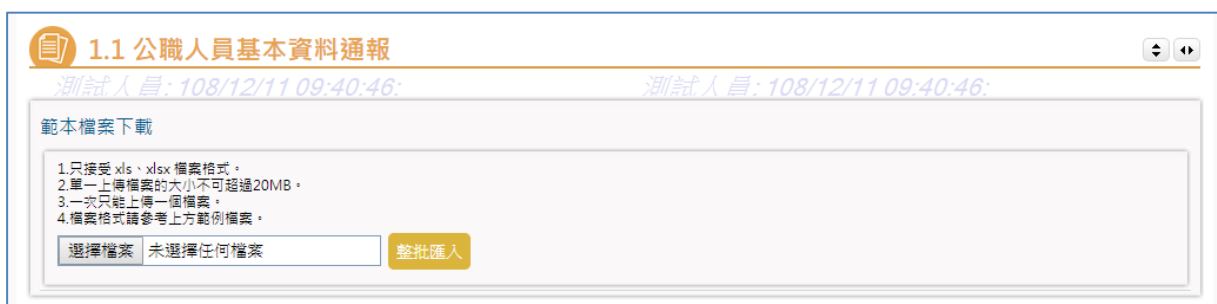 1.1 公職人員基本資料通報
測試人員: 108/12/11 09:40:46: 測試人員: 108/12/11 09:40:46:
範本檔案下載
1.只接受 xls、xlsx 檔案格式。
2.單一上傳檔案的大小不可超過20MB。
3.一次只能上傳一個檔案。
4.檔案格式請參考上方範例檔案。
選擇檔案 未選擇任何檔案 整批匯入